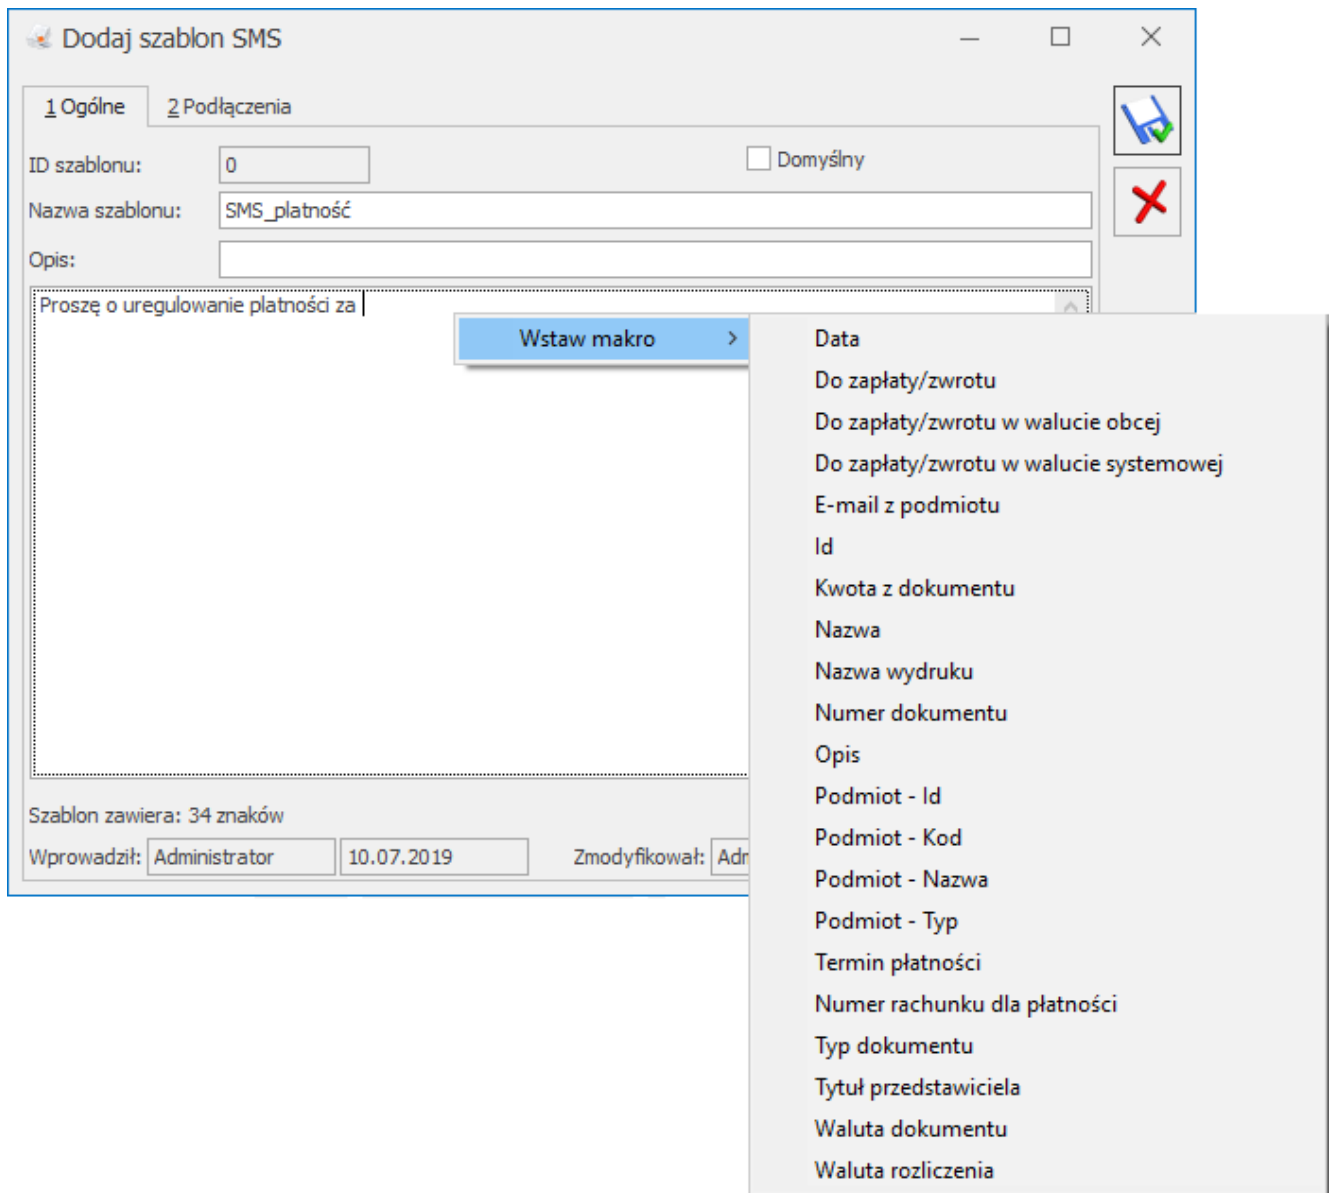 Dodaj szablon SMS
1 Ogólne 2 Podłączenia
ID szablonu: 0 Domyślny
Nazwa szablonu: SMS_płatność
Opis:
Proszę o uregulowanie płatności za
Wstaw makro >
Data
Do zapłaty/zwrotu
Do zapłaty/zwrotu w walucie obcej
Do zapłaty/zwrotu w walucie systemowej
E-mail z podmiotu
Id
Kwota z dokumentu
Nazwa
Nazwa wydruku
Numer dokumentu
Opis
Podmiot - Id
Podmiot - Kod
Podmiot - Nazwa
Podmiot - Typ
Termin płatności
Numer rachunku dla płatności
Typ dokumentu
Tytuł przedstawiciela
Waluta dokumentu
Waluta rozliczenia
Szablon zawiera: 34 znaków
Wprowadził: Administrator 10.07.2019 Zmodyfikował: Adm